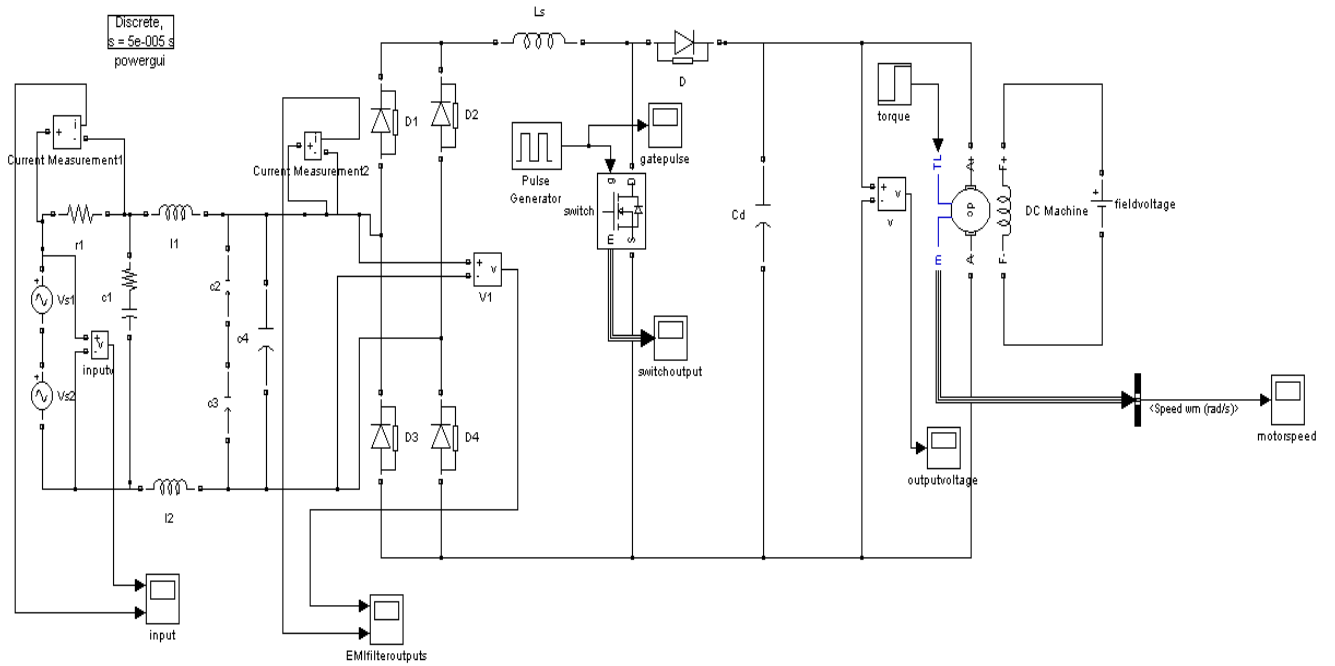 Discrete,
s = 5e-005 s
powergui
Ls
D
D1
D2
torque
gatepulse
i
+
-
Current Measurement1
i
+
-
Current Measurement2
Pulse
Generator
g
D
switch
m
S
Cd
+
-
v
v
TL
m
A+
A-
dc
F+
F-
DC Machine
+
fieldvoltage
r1
l1
+
Vs1
c1
c2
c4
+
-
v
V1
+
-
v
inputv
+
Vs2
c3
switchoutput
D3
D4
<Speed wm (rad/s)>
motorspeed
outputvoltage
l2
input
EMIfilteroutputs